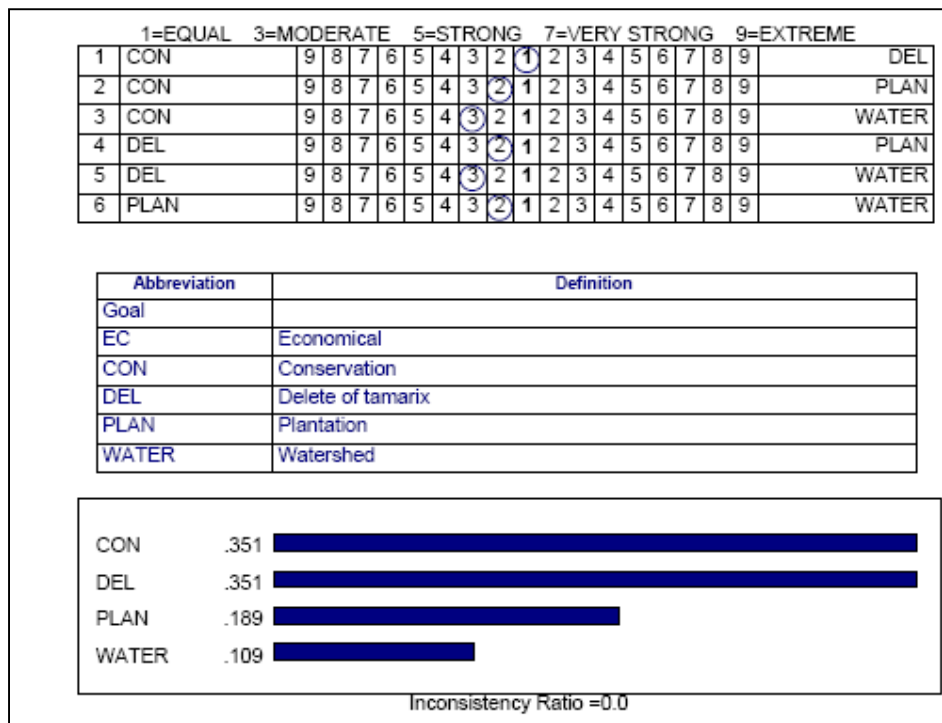 1=EQUAL 3=MODERATE 5=STRONG 7=VERY STRONG 9=EXTREME
1 CON 9 8 7 6 5 4 3 2 1 2 3 4 5 6 7 8 9 DEL
2 CON 9 8 7 6 5 4 3 2 1 2 3 4 5 6 7 8 9 PLAN
3 CON 9 8 7 6 5 4 3 2 1 2 3 4 5 6 7 8 9 WATER
4 DEL 9 8 7 6 5 4 3 2 1 2 3 4 5 6 7 8 9 PLAN
5 DEL 9 8 7 6 5 4 3 2 1 2 3 4 5 6 7 8 9 WATER
6 PLAN 9 8 7 6 5 4 3 2 1 2 3 4 5 6 7 8 9 WATER
Abbreviation Definition
Goal
EC Economical
CON Conservation
DEL Delete of tamarix
PLAN Plantation
WATER Watershed
CON .351
DEL .351
PLAN .189
WATER .109
Inconsistency Ratio =0.0